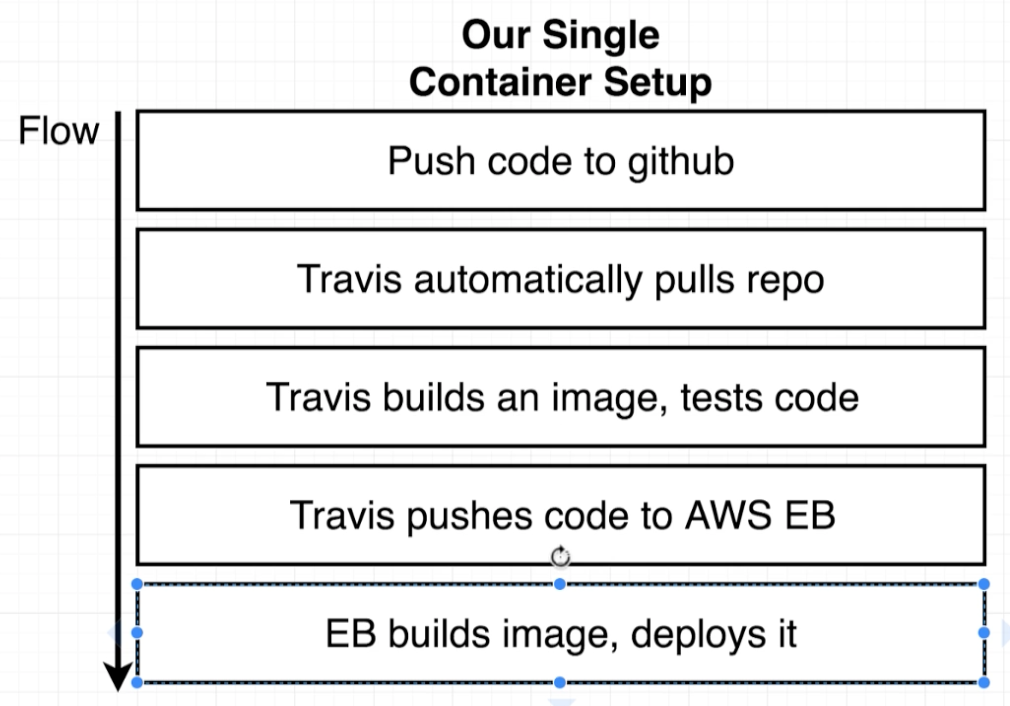 Our Single
Container Setup
Flow
Push code to github
Travis automatically pulls repo
Travis builds an image, tests code
Travis pushes code to AWS EB
EB builds image, deploys it